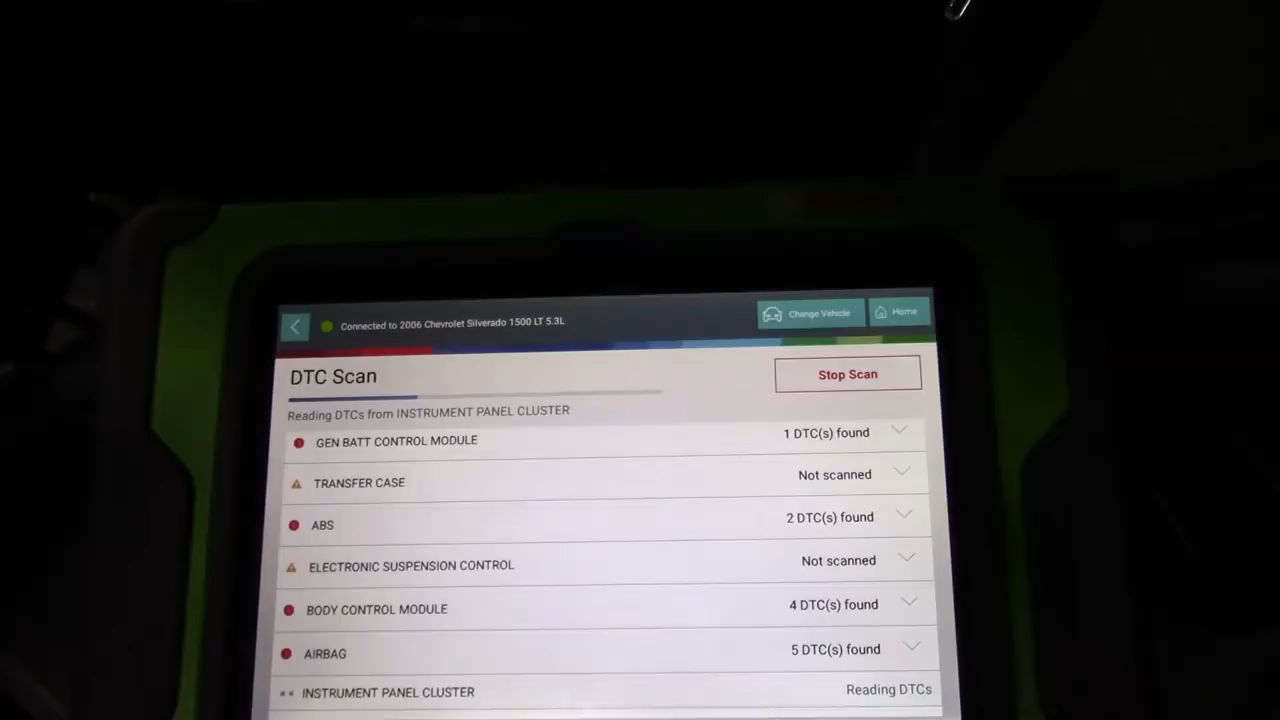 Connected to 2006 Chevrolet Silverado 1500 LT 5.3L
Change Vehicle
Home
DTC Scan
Stop Scan
Reading DTCs from INSTRUMENT PANEL CLUSTER
GEN BATT CONTROL MODULE 1 DTC(s) found
TRANSFER CASE Not scanned
ABS 2 DTC(s) found
ELECTRONIC SUSPENSION CONTROL Not scanned
BODY CONTROL MODULE 4 DTC(s) found
AIRBAG 5 DTC(s) found
INSTRUMENT PANEL CLUSTER Reading DTCs